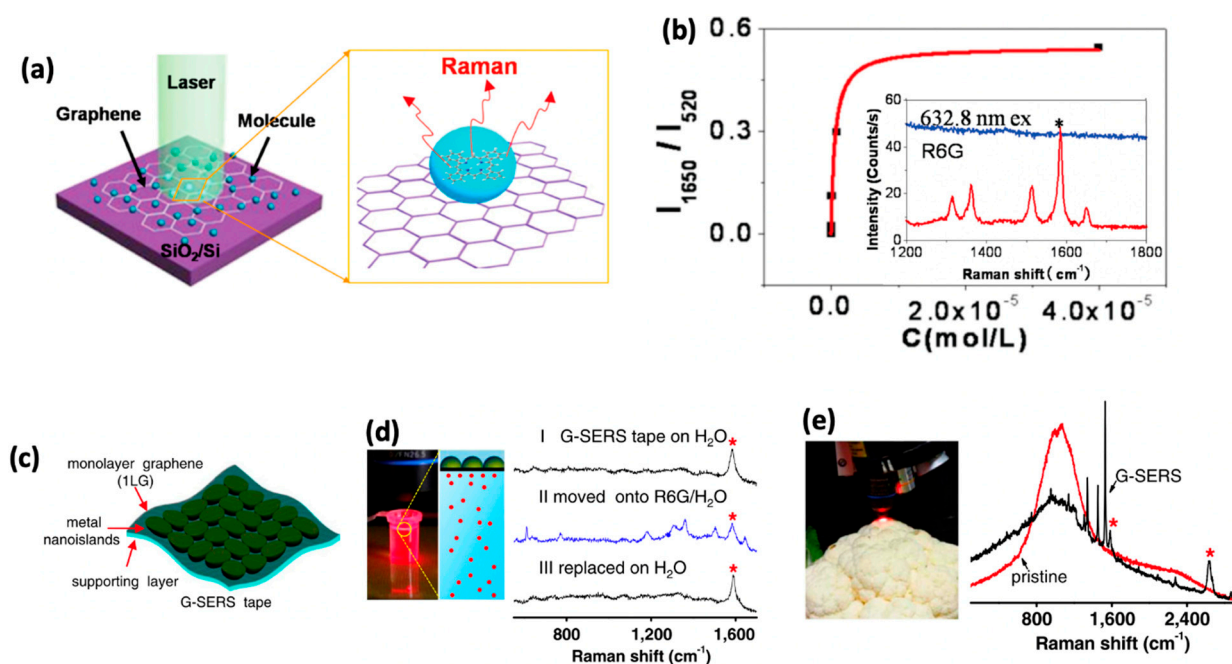 (a)
Laser
Graphene
Molecule
SiO₂/Si
Raman
(b)
0.6
0.3
0.0
I₁₆₅₀ / I₅₂₀
0.0
2.0x10⁻⁵
4.0x10⁻⁵
C(mol/L)
60
40
20
0
Intensity (Counts/s)
632.8 nm ex
R6G
*
1200
1400
1600
1800
Raman shift( cm⁻¹)
(c)
monolayer graphene
(1LG)
metal
nanoislands
supporting layer
G-SERS tape
(d)
I G-SERS tape on H₂O
*
II moved onto R6G/H₂O
*
III replaced on H₂O
*
800
1,200
1,600
Raman shift (cm⁻¹)
(e)
G-SERS
*
pristine
*
800
1,600
2,400
Raman shift (cm⁻¹)